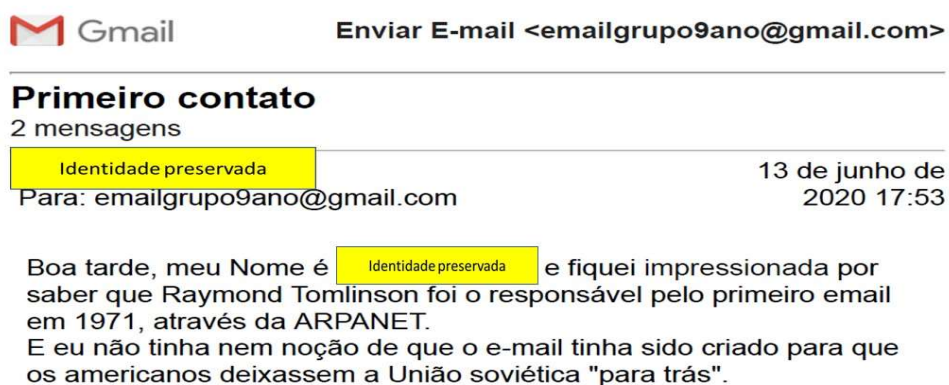 Gmail Enviar E-mail <emailgrupo9ano@gmail.com>
Primeiro contato
2 mensagens
Identidade preservada
13 de junho de
Para: emailgrupo9ano@gmail.com 2020 17:53
Boa tarde, meu Nome é Identidade preservada e fiquei impressionada por
saber que Raymond Tomlinson foi o responsável pelo primeiro email
em 1971, através da ARPANET.
E eu não tinha nem noção de que o e-mail tinha sido criado para que
os americanos deixassem a União soviética "para trás".